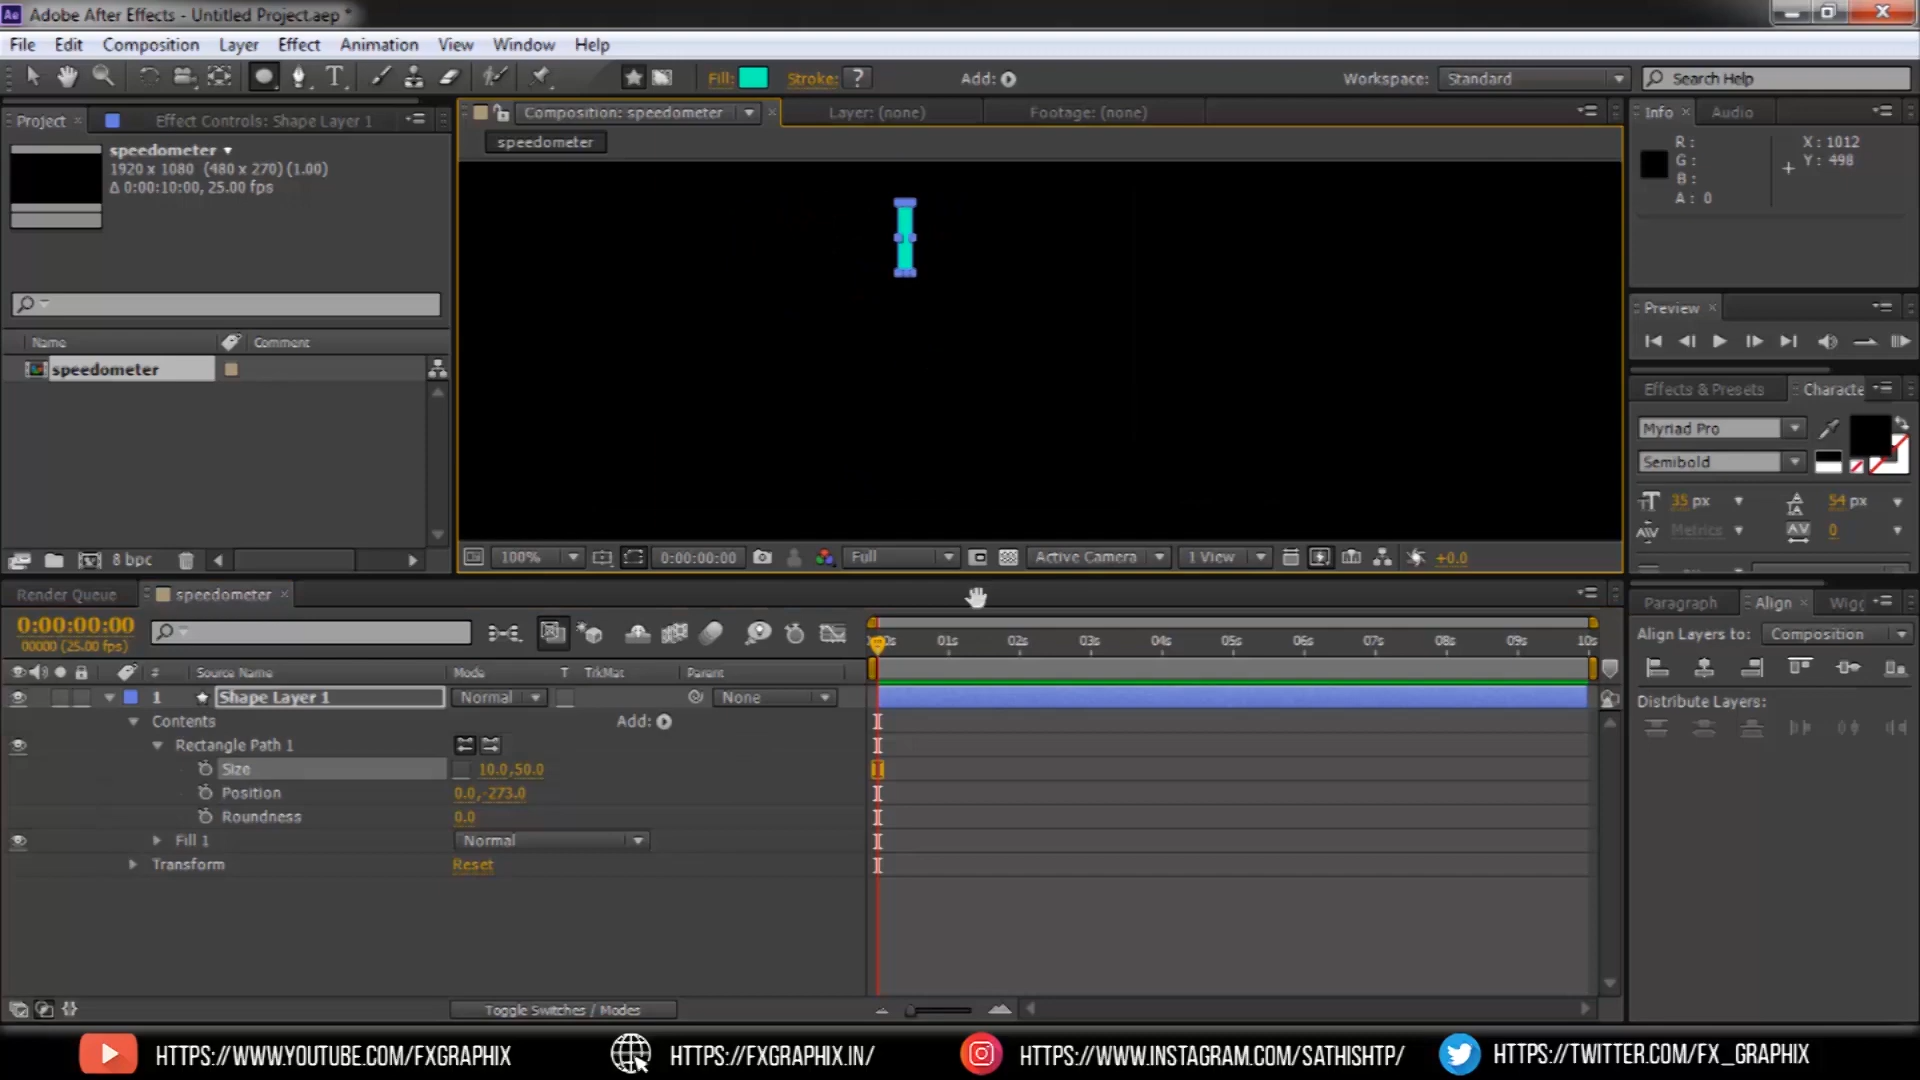 Ae Adobe After Effects - Untitled Project.aep *
File Edit Composition Layer Effect Animation View Window Help
T Fill: Stroke: ? Add: Workspace: Standard Search Help
Project × Effect Controls: Shape Layer 1
speedometer
1920 x 1080 (480 x 270) (1.00)
Δ 0:00:10:00, 25.00 fps
Name Comment
speedometer
8 bpc
Composition: speedometer × Layer: (none) Footage: (none)
speedometer
100% 0:00:00:00 Full Active Camera 1 View +0.0
Info × Audio
R : X : 1012
G : Y : 498
B :
A : 0
Preview ×
Effects & Presets Characte
Myriad Pro
Semibold
35 px 54 px
Metrics 0
Render Queue speedometer ×
0:00:00:00
00000 (25.00 fps)
# Source Name Mode T TrkMat Parent
01s 02s 03s 04s 05s 06s 07s 08s 09s 10s
1 Shape Layer 1 Normal None
Contents Add:
Rectangle Path 1
Size 10.0,50.0
Position 0.0,-273.0
Roundness 0.0
Fill 1 Normal
Transform Reset
Toggle Switches / Modes
Paragraph Align × Wigg
Align Layers to: Composition
Distribute Layers:
HTTPS://WWW.YOUTUBE.COM/FXGRAPHIX HTTPS://FXGRAPHIX.IN/ HTTPS://WWW.INSTAGRAM.COM/SATHISHTP/ HTTPS://TWITTER.COM/FX_GRAPHIX